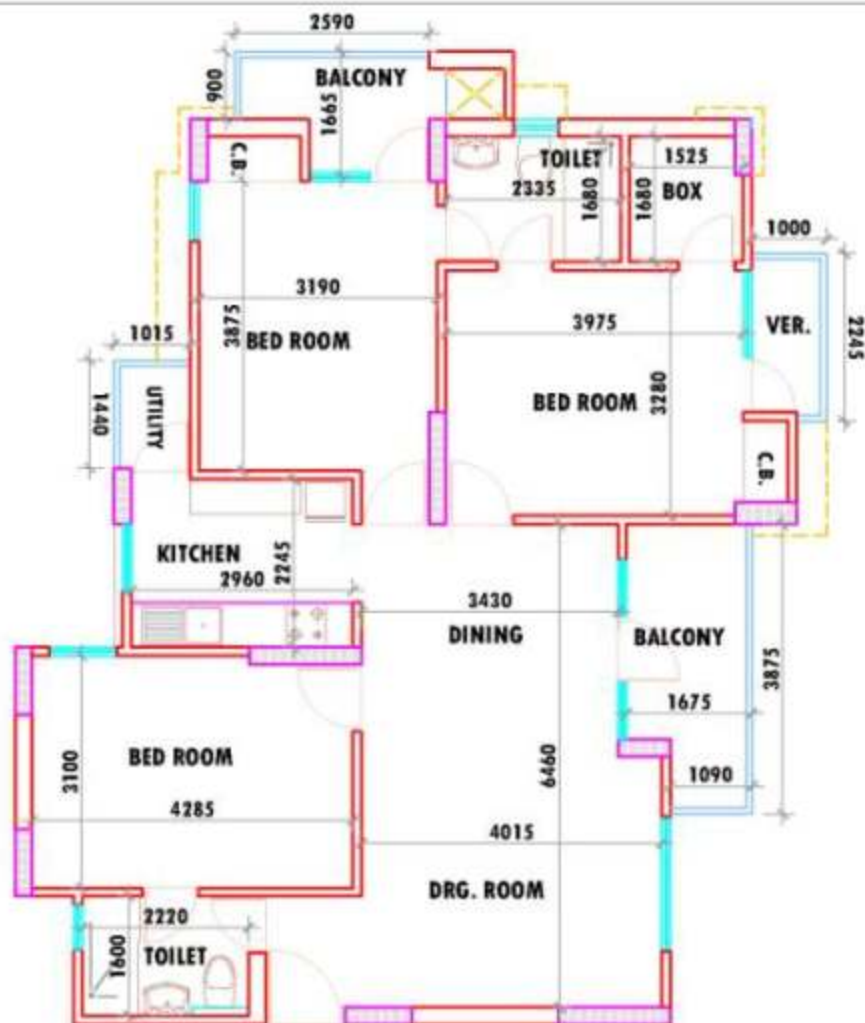 2590
BALCONY
900
1665
C.B.
TOILET
1525
2335
1680
1680
BOX
1000
3190
3875
BED ROOM
3975
VER.
2245
1015
BED ROOM
3280
1440
UTILITY
C.B.
KITCHEN
2245
2960
3430
DINING
BALCONY
3875
1675
BED ROOM
3100
6460
1090
4285
4015
DRG. ROOM
2220
TOILET
1600